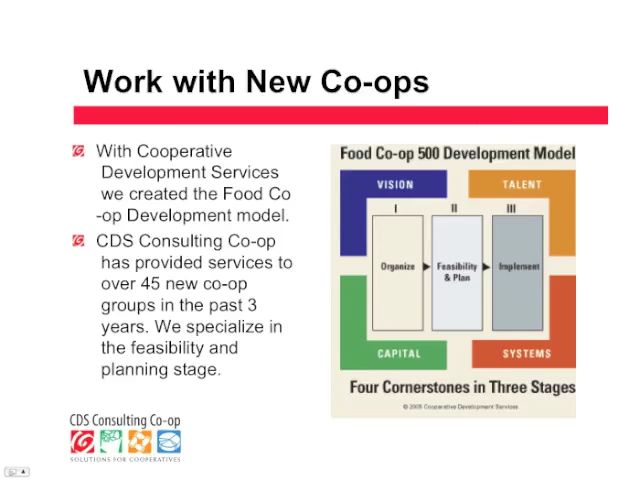 Work with New Co-ops
With Cooperative
Development Services
we created the Food Co
-op Development model.
CDS Consulting Co-op
has provided services to
over 45 new co-op
groups in the past 3
years. We specialize in
the feasibility and
planning stage.
Food Co-op 500 Development Model
VISION
TALENT
I
II
III
Organize
Feasibility
& Plan
Implement
CAPITAL
SYSTEMS
Four Cornerstones in Three Stages
© 2005 Cooperative Development Services
CDS Consulting Co-op
SOLUTIONS FOR COOPERATIVES